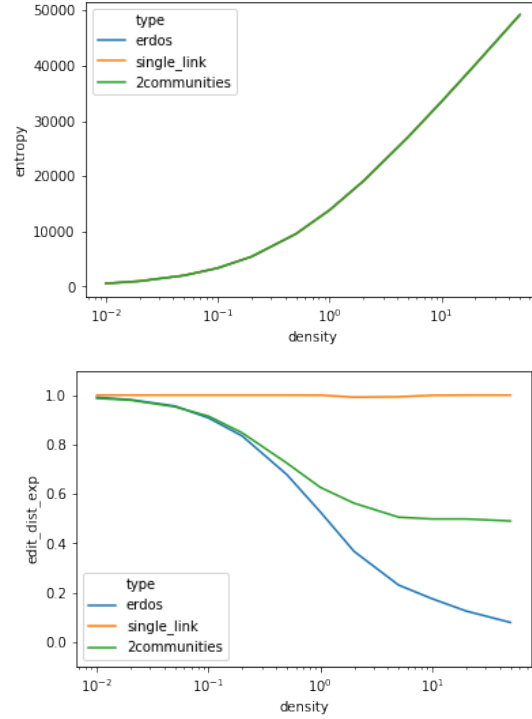 50000
40000
30000
20000
10000
0
entropy
type
erdos
single_link
2communities
10⁻²
10⁻¹
10⁰
10¹
density
1.0
0.8
0.6
0.4
0.2
0.0
edit_dist_exp
type
erdos
single_link
2communities
10⁻²
10⁻¹
10⁰
10¹
density